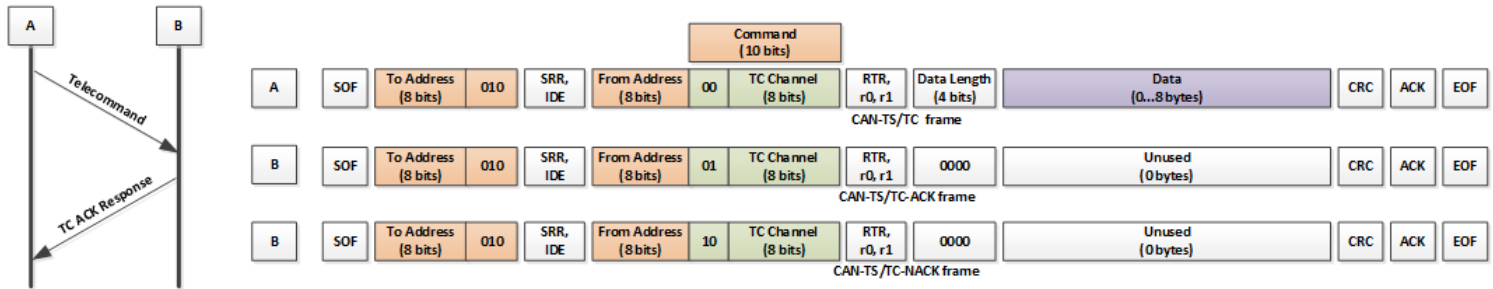 A
B
Telecommand
TC ACK Response
Command
(10 bits)
A
SOF
To Address
(8 bits)
010
SRR,
IDE
From Address
(8 bits)
00
TC Channel
(8 bits)
RTR,
r0, r1
Data Length
(4 bits)
Data
(0...8 bytes)
CRC
ACK
EOF
CAN-TS/TC frame
B
SOF
To Address
(8 bits)
010
SRR,
IDE
From Address
(8 bits)
01
TC Channel
(8 bits)
RTR,
r0, r1
0000
Unused
(0 bytes)
CRC
ACK
EOF
CAN-TS/TC-ACK frame
B
SOF
To Address
(8 bits)
010
SRR,
IDE
From Address
(8 bits)
10
TC Channel
(8 bits)
RTR,
r0, r1
0000
Unused
(0 bytes)
CRC
ACK
EOF
CAN-TS/TC-NACK frame